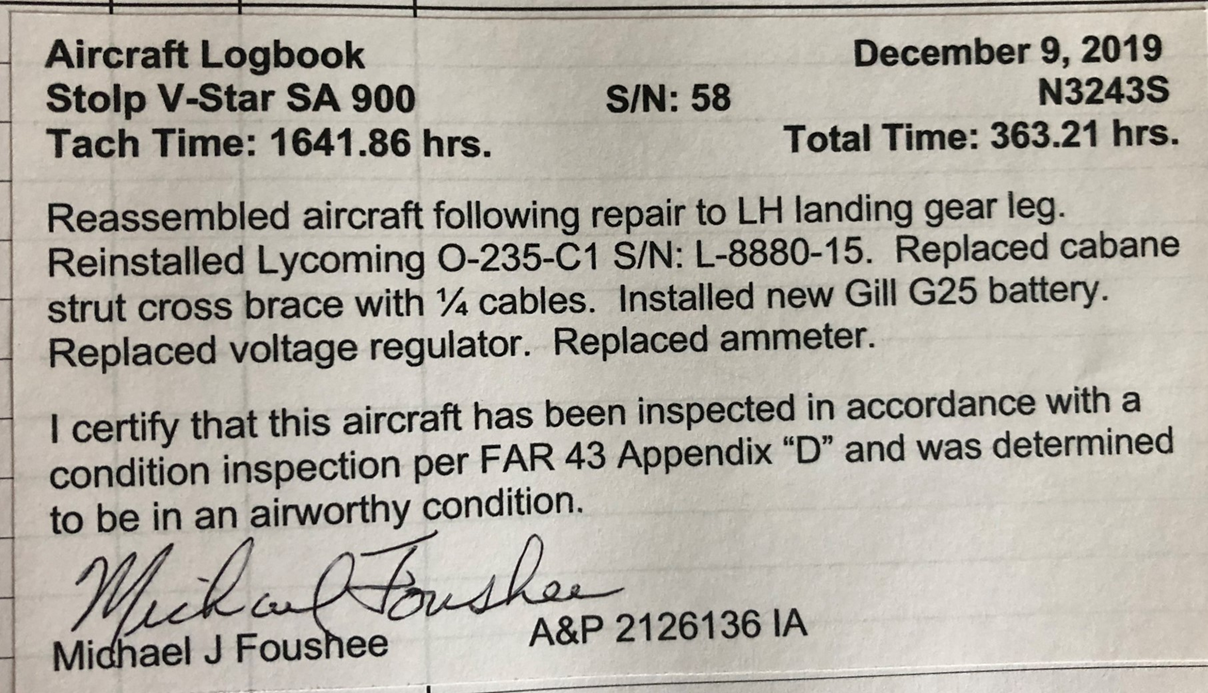 Aircraft Logbook December 9, 2019
Stolp V-Star SA 900 S/N: 58 N3243S
Tach Time: 1641.86 hrs. Total Time: 363.21 hrs.
Reassembled aircraft following repair to LH landing gear leg.
Reinstalled Lycoming O-235-C1 S/N: L-8880-15. Replaced cabane
strut cross brace with ¼ cables. Installed new Gill G25 battery.
Replaced voltage regulator. Replaced ammeter.
I certify that this aircraft has been inspected in accordance with a
condition inspection per FAR 43 Appendix “D” and was determined
to be in an airworthy condition.
Michael Foushee
Michael J Foushee A&P 2126136 IA